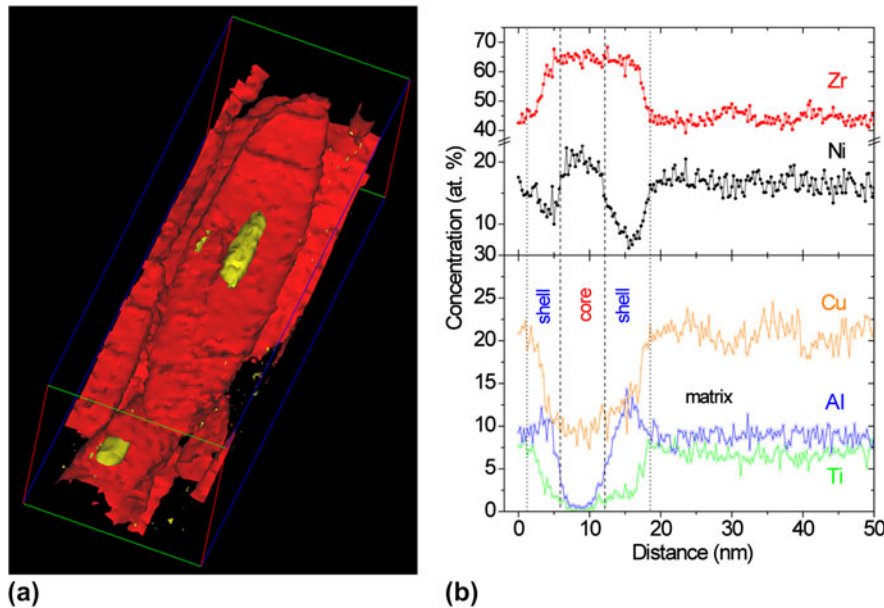 (a)
(b)
Concentration (at. %)
70
60
50
40
20
10
30
25
20
15
10
5
0
Zr
Ni
Cu
Al
Ti
shell
core
shell
matrix
0 10 20 30 40 50
Distance (nm)